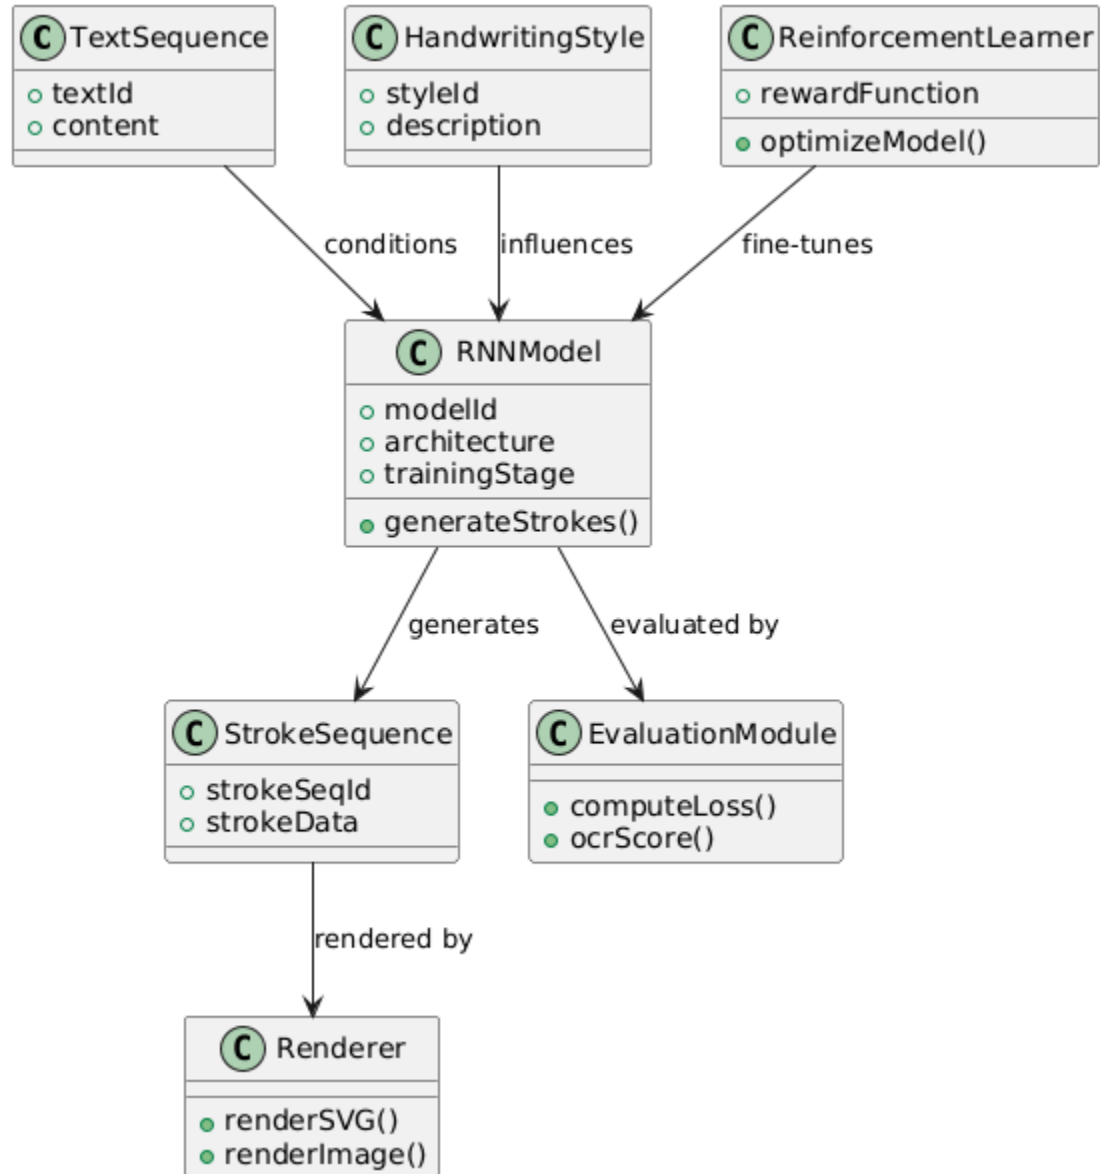 C TextSequence
textId
content
C HandwritingStyle
styleId
description
C ReinforcementLearner
rewardFunction
optimizeModel()
conditions
influences
fine-tunes
C RNNModel
modelId
architecture
trainingStage
generateStrokes()
generates
evaluated by
C StrokeSequence
strokeSeqId
strokeData
C EvaluationModule
computeLoss()
ocrScore()
rendered by
C Renderer
renderSVG()
renderImage()